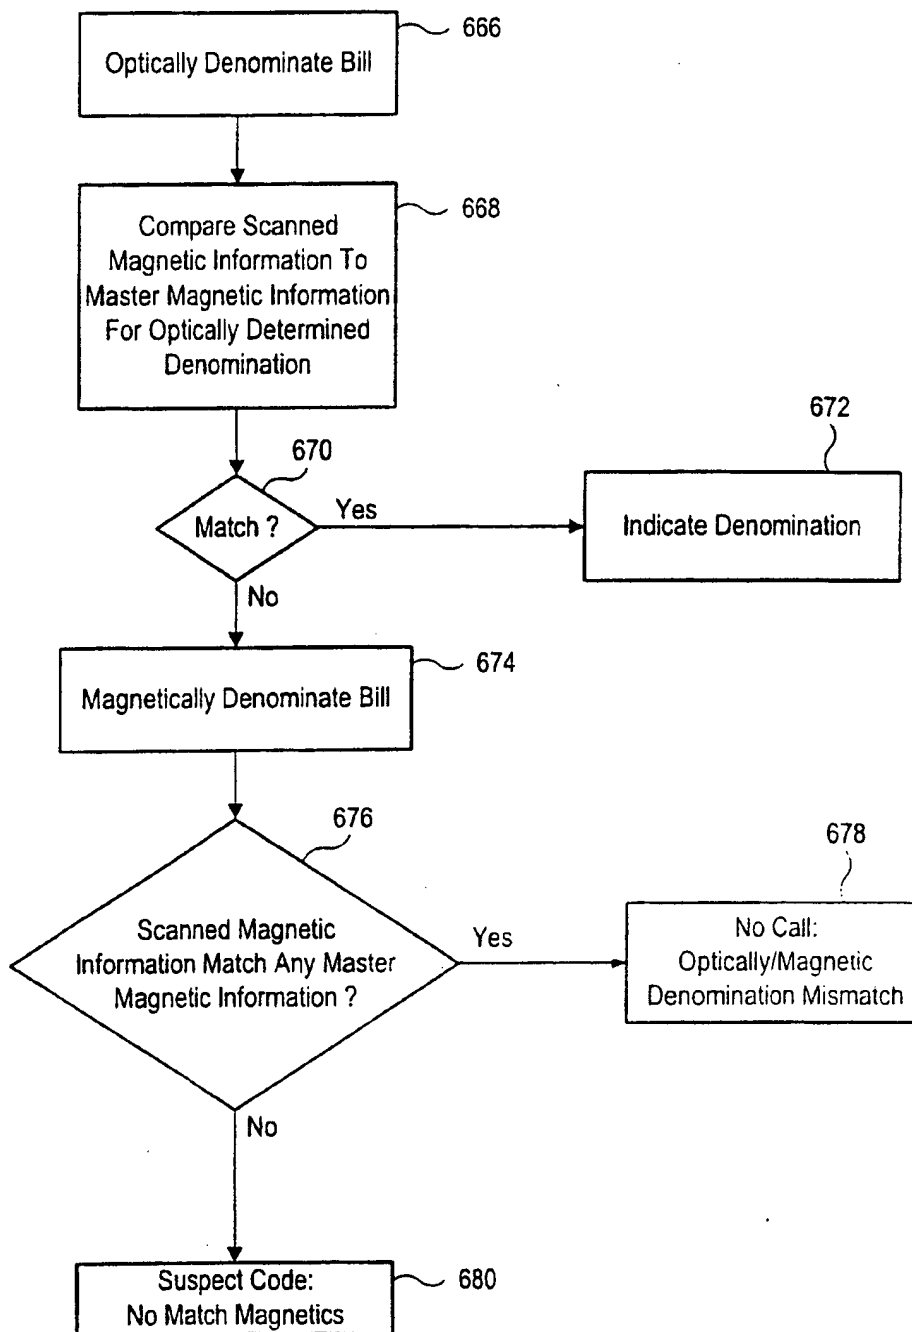 666
Optically Denominate Bill
668
Compare Scanned
Magnetic Information To
Master Magnetic Information
For Optically Determined
Denomination
670
Match ?
Yes
672
Indicate Denomination
No
674
Magnetically Denominate Bill
676
Scanned Magnetic
Information Match Any Master
Magnetic Information ?
Yes
678
No Call:
Optically/Magnetic
Denomination Mismatch
No
680
Suspect Code:
No Match Magnetics